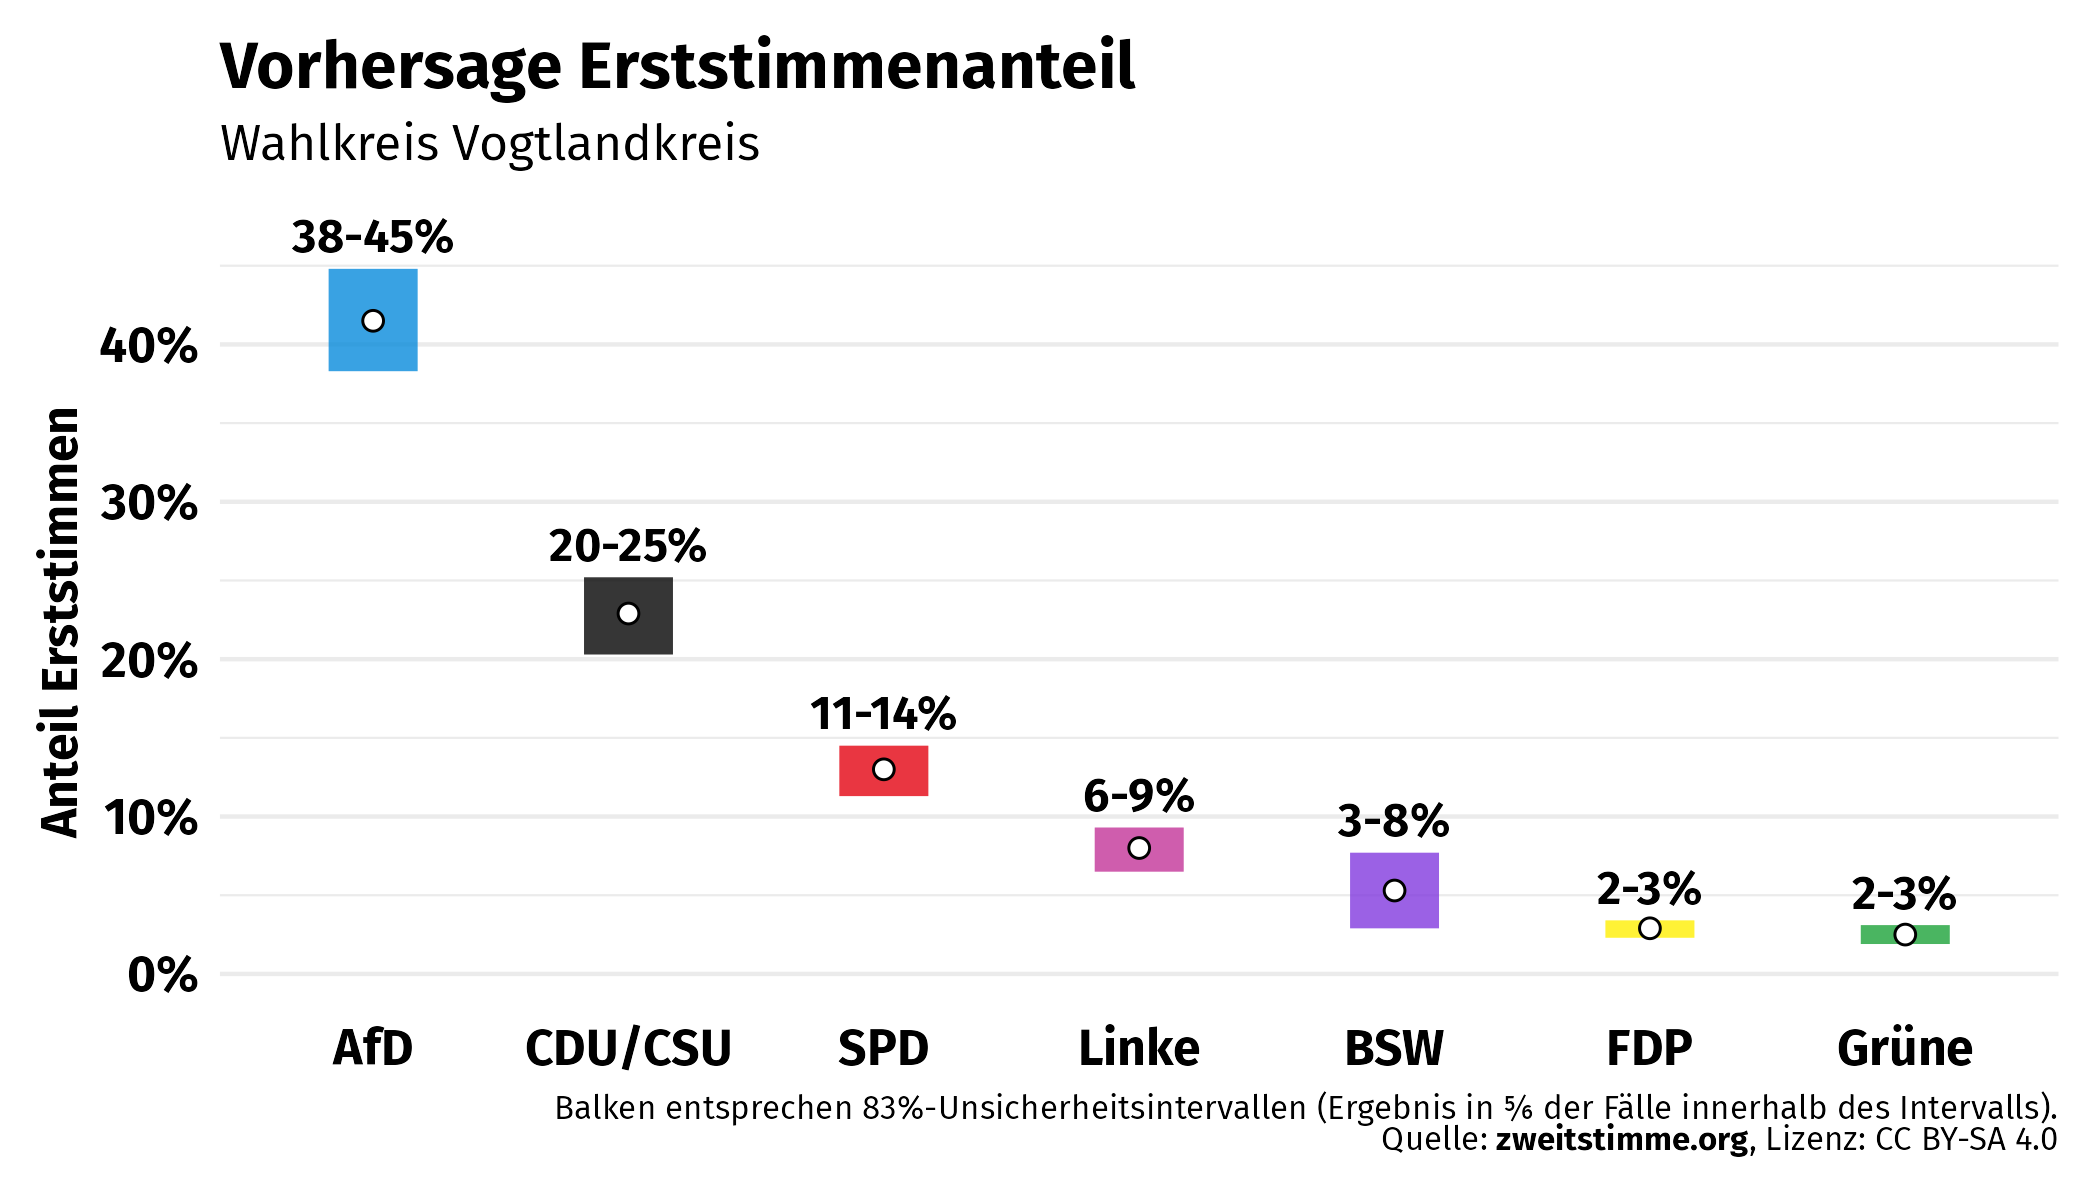 Vorhersage Erststimmenanteil
Wahlkreis Vogtlandkreis
38-45%
40%
30%
20-25%
20%
11-14%
6-9%
3-8%
10%
2-3%
2-3%
0%
Anteil Erststimmen
AfD CDU/CSU SPD Linke BSW FDP Grüne
Balken entsprechen 83%-Unsicherheitsintervallen (Ergebnis in ⅚ der Fälle innerhalb des Intervalls).
Quelle: zweitstimme.org, Lizenz: CC BY-SA 4.0